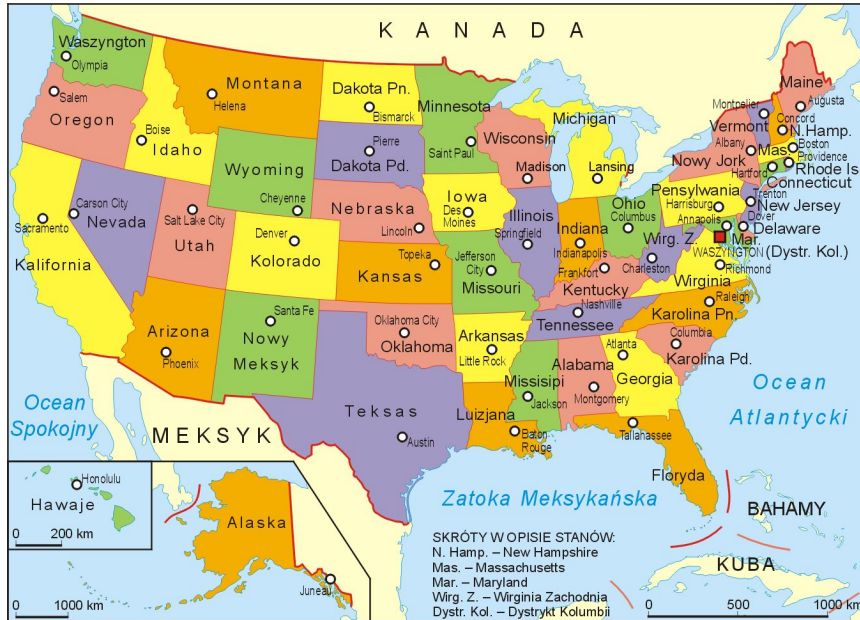 KANADA
Waszyngton
Olympia
Salem
Oregon
Boise
Idaho
Montana
Helena
Dakota Pn.
Bismarck
Pierre
Dakota Pd.
Minnesota
Saint Paul
Wisconsin
Madison
Michigan
Lansing
Maine
Augusta
Montpelier
Vermont
Concord
N.Hamp.
Albany
Nowy Jork
Mas.
Boston
Providence
Hartford
Rhode Is.
Connecticut
Wyoming
Cheyenne
Nebraska
Lincoln
Iowa
Des
Moines
Illinois
Springfield
Indiana
Indianapolis
Ohio
Columbus
Pensylwania
Harrisburg
Trenton
New Jersey
Annapolis
Dover
Delaware
Mar.
WASZYNGTON (Dystr. Kol.)
Wirg. Z.
Charleston
Richmond
Wirginia
Carson City
Nevada
Sacramento
Kalifornia
Salt Lake City
Utah
Denver
Kolorado
Topeka
Kansas
Jefferson
City
Missouri
Frankfort
Kentucky
Nashville
Tennessee
Raleigh
Karolina Pn.
Columbia
Karolina Pd.
Arizona
Phoenix
Santa Fe
Nowy
Meksyk
Oklahoma City
Oklahoma
Arkansas
Little Rock
Missisipi
Jackson
Alabama
Montgomery
Atlanta
Georgia
Teksas
Austin
Luizjana
Baton
Rouge
Tallahassee
Floryda
Ocean
Spokojny
MEKSYK
Ocean
Atlantycki
Zatoka Meksykańska
BAHAMY
KUBA
Honolulu
Hawaje
0 200 km
Alaska
Juneau
0 1000 km
SKRÓTY W OPISIE STANÓW:
N. Hamp. – New Hampshire
Mas. – Massachusetts
Mar. – Maryland
Wirg. Z. – Wirginia Zachodnia
Dystr. Kol. – Dystrykt Kolumbii
0 500 1000 km